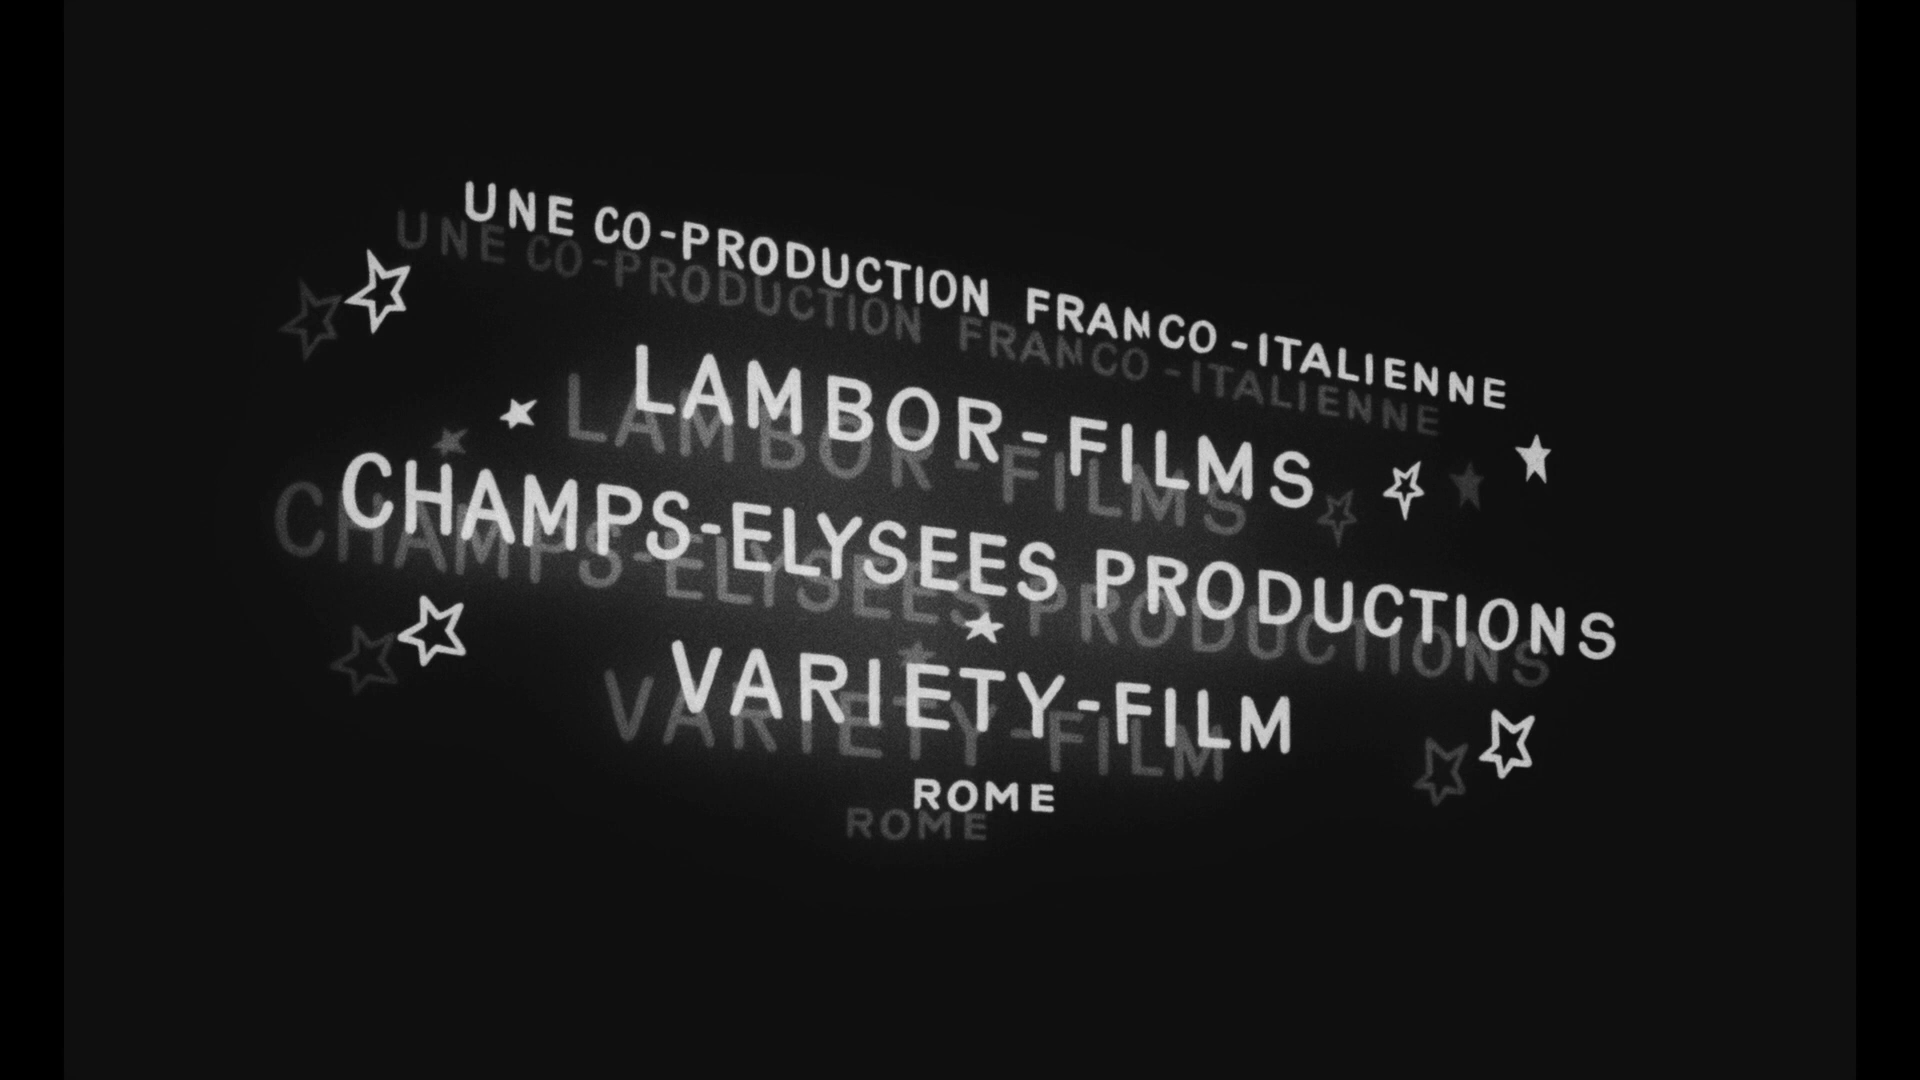 UNE CO-PRODUCTION FRANCO-ITALIENNE
LAMBOR-FILMS
CHAMPS-ELYSEES PRODUCTIONS
VARIETY-FILM
ROME